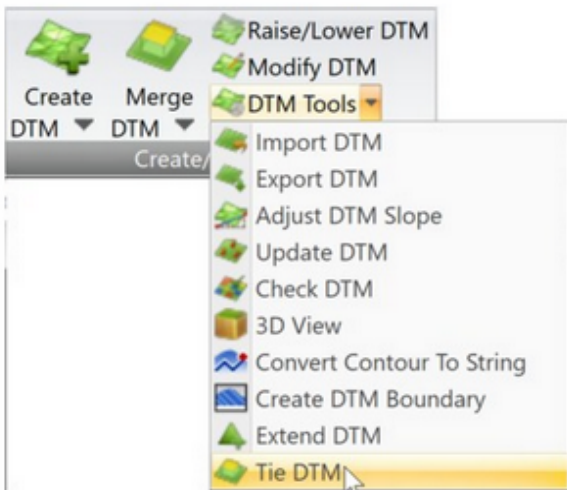 Create
DTM
Merge
DTM
Raise/Lower DTM
Modify DTM
DTM Tools
Create/
Import DTM
Export DTM
Adjust DTM Slope
Update DTM
Check DTM
3D View
Convert Contour To String
Create DTM Boundary
Extend DTM
Tie DTM